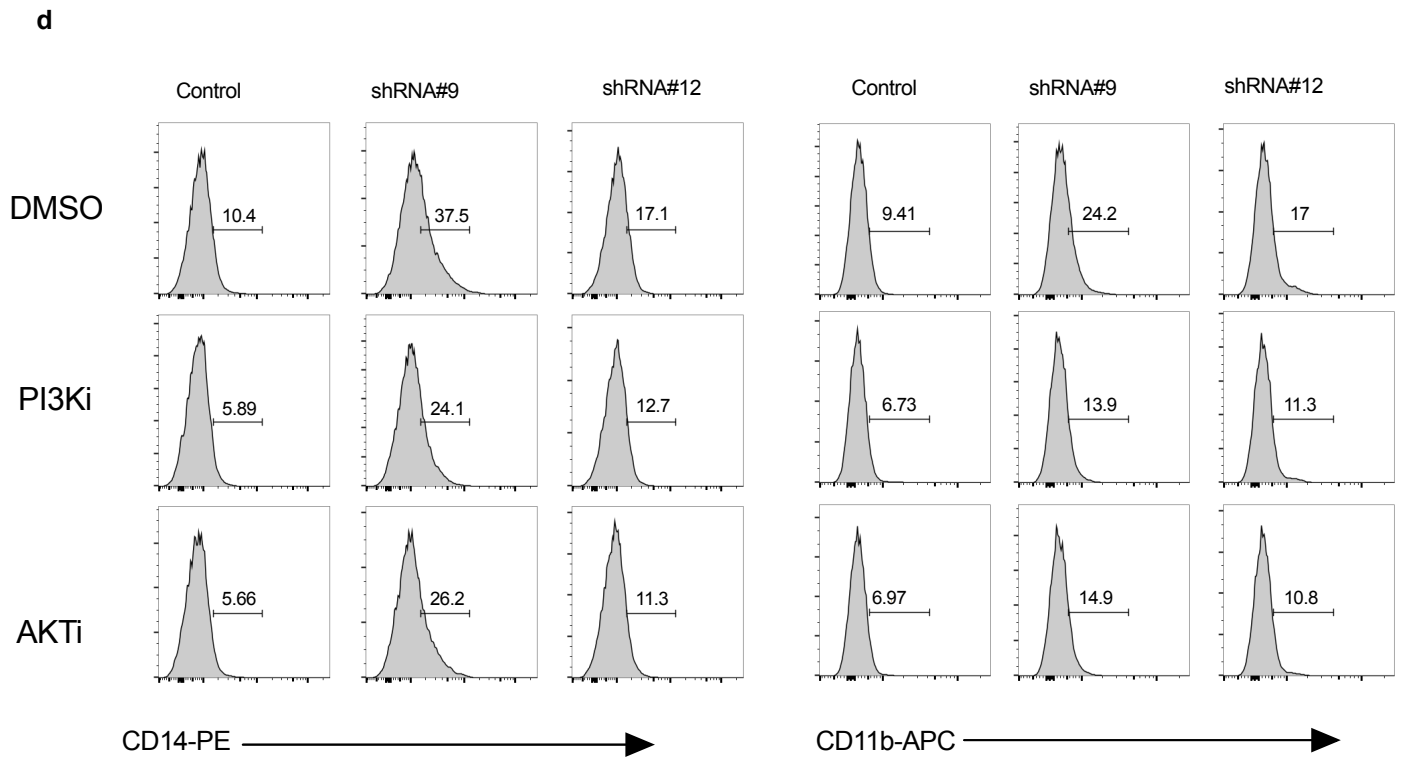 d
Control shRNA#9 shRNA#12 Control shRNA#9 shRNA#12
DMSO 10.4 37.5 17.1 9.41 24.2 17
PI3Ki 5.89 24.1 12.7 6.73 13.9 11.3
AKTi 5.66 26.2 11.3 6.97 14.9 10.8
CD14-PE CD11b-APC